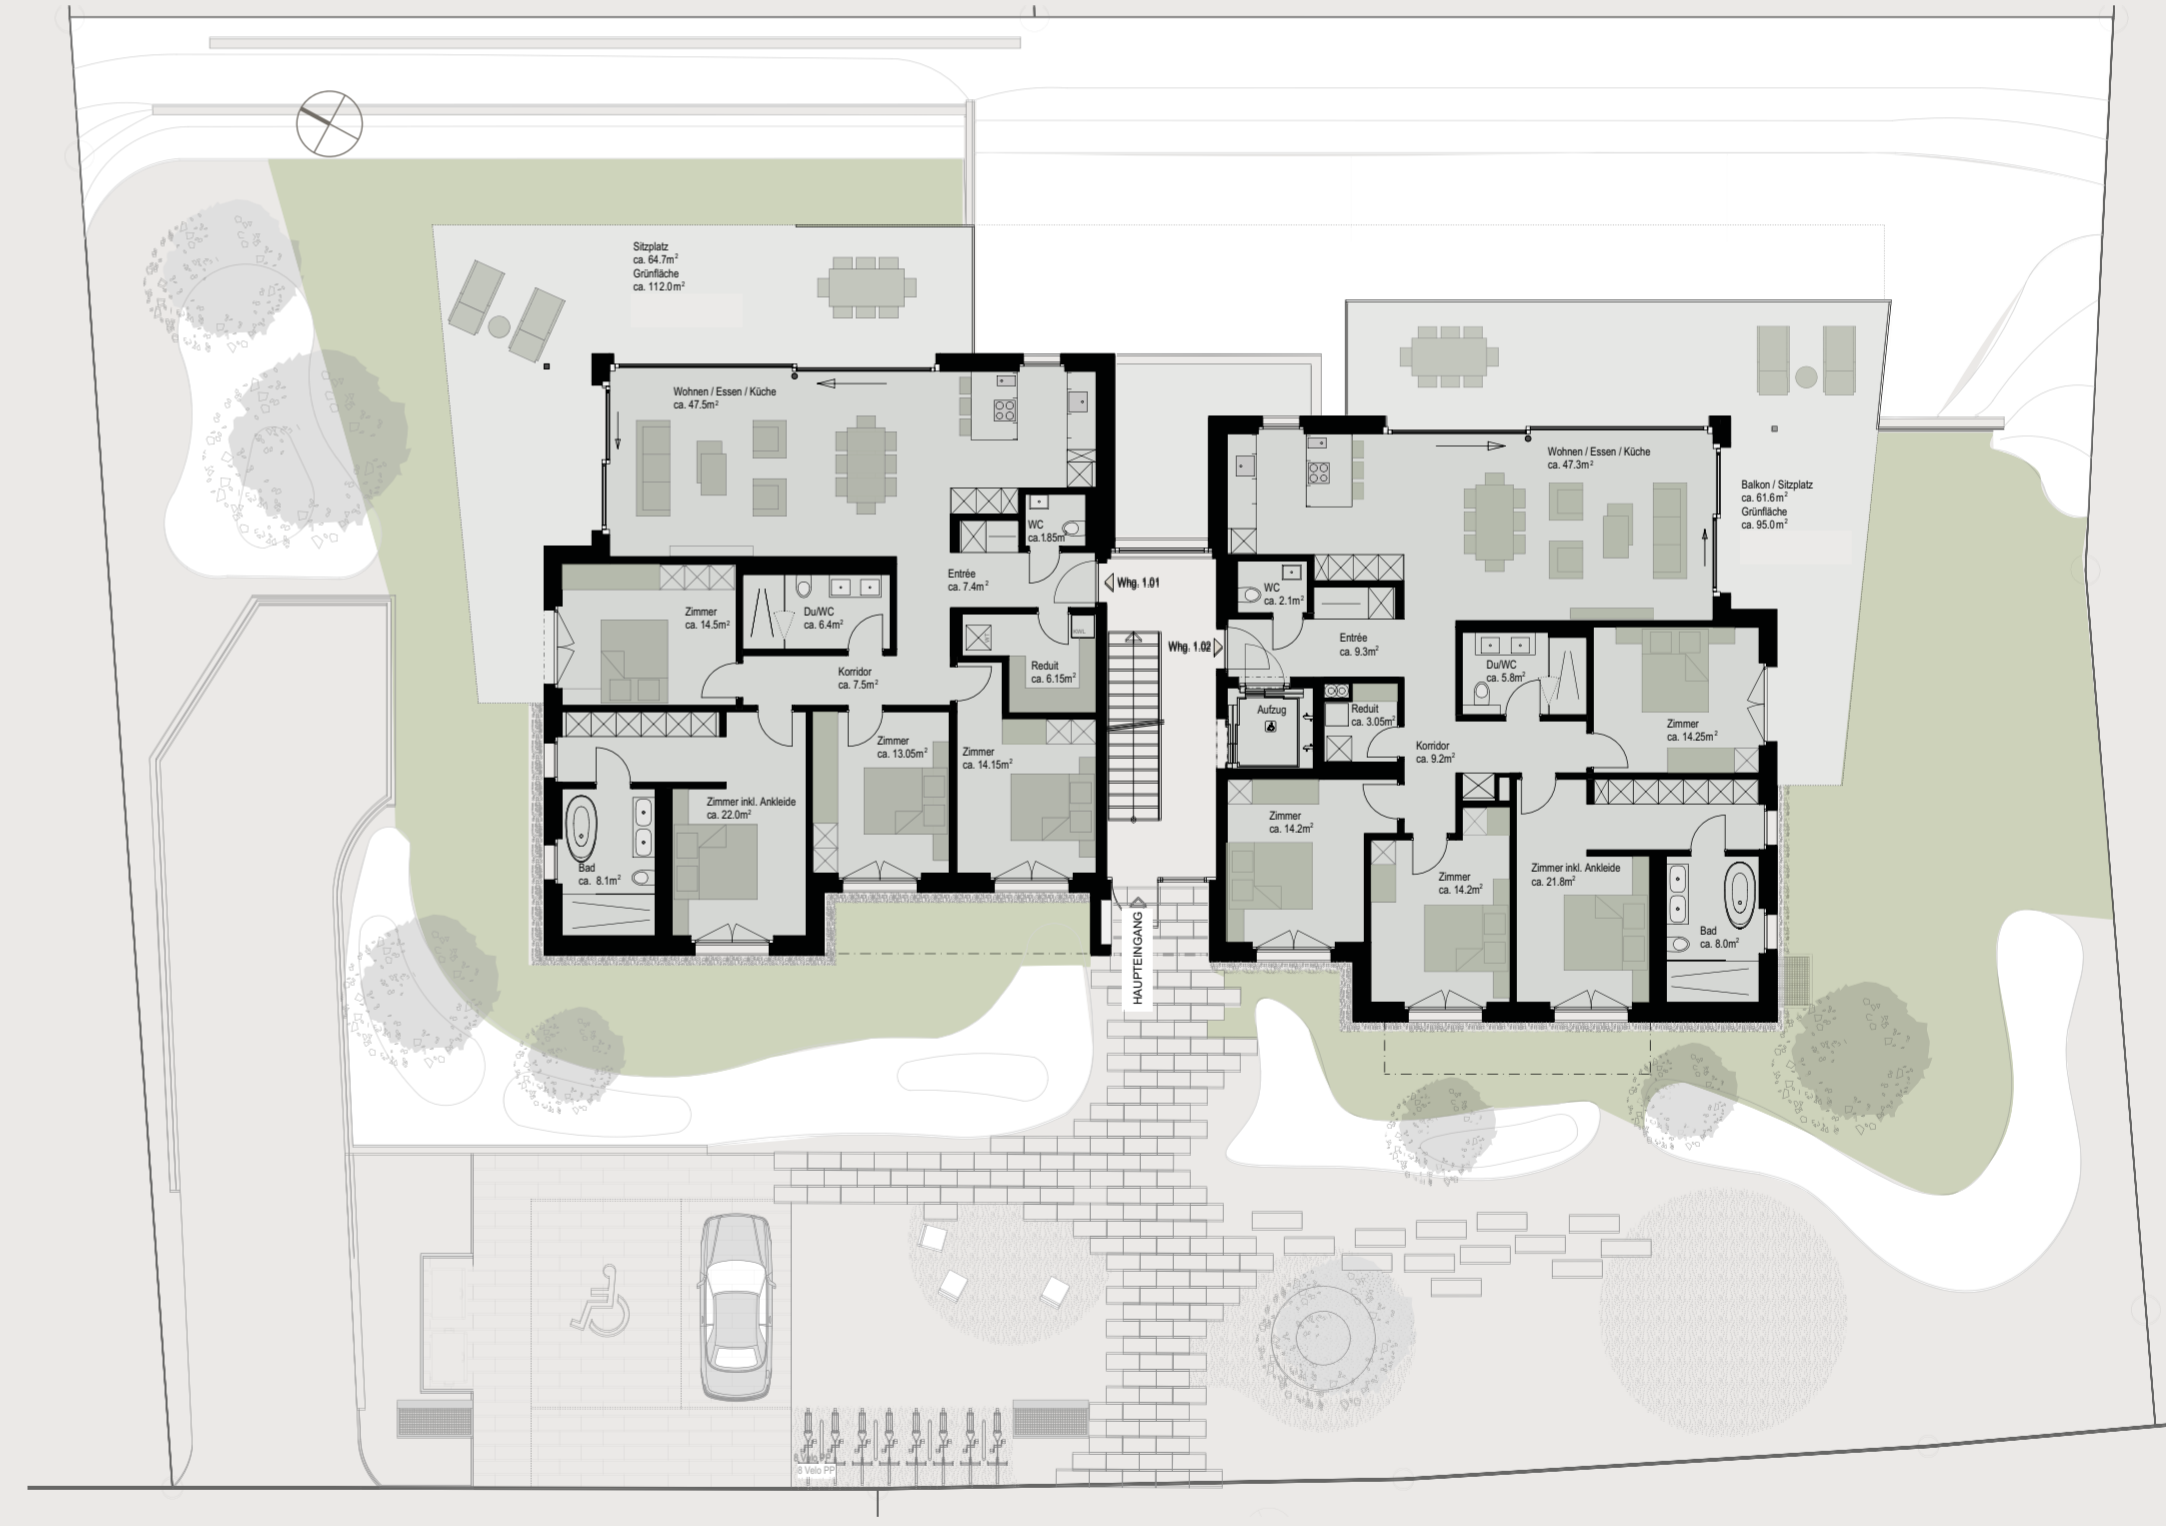 Sitzplatz
ca. 64.7m²
Grünfläche
ca. 112.0m²
Wohnen / Essen / Küche
ca. 47.5m²
WC
ca.1.85m²
Entrée
ca. 7.4m²
Whg. 1.01
Zimmer
ca. 14.5m²
Du/WC
ca. 6.4m²
Korridor
ca. 7.5m²
Reduit
ca. 6.15m²
Zimmer
ca. 13.05m²
Zimmer
ca. 14.15m²
Zimmer inkl. Ankleide
ca. 22.0m²
Bad
ca. 8.1m²
Wohnen / Essen / Küche
ca. 47.3m²
Balkon / Sitzplatz
ca. 61.6m²
Grünfläche
ca. 95.0m²
WC
ca. 2.1m²
Whg. 1.02
Entrée
ca. 9.3m²
Du/WC
ca. 5.8m²
Aufzug
Reduit
ca. 3.05m²
Zimmer
ca. 14.25m²
Korridor
ca. 9.2m²
Zimmer
ca. 14.2m²
Zimmer
ca. 14.2m²
Zimmer inkl. Ankleide
ca. 21.8m²
Bad
ca. 8.0m²
HAUPTEINGANG
8 Velo PP